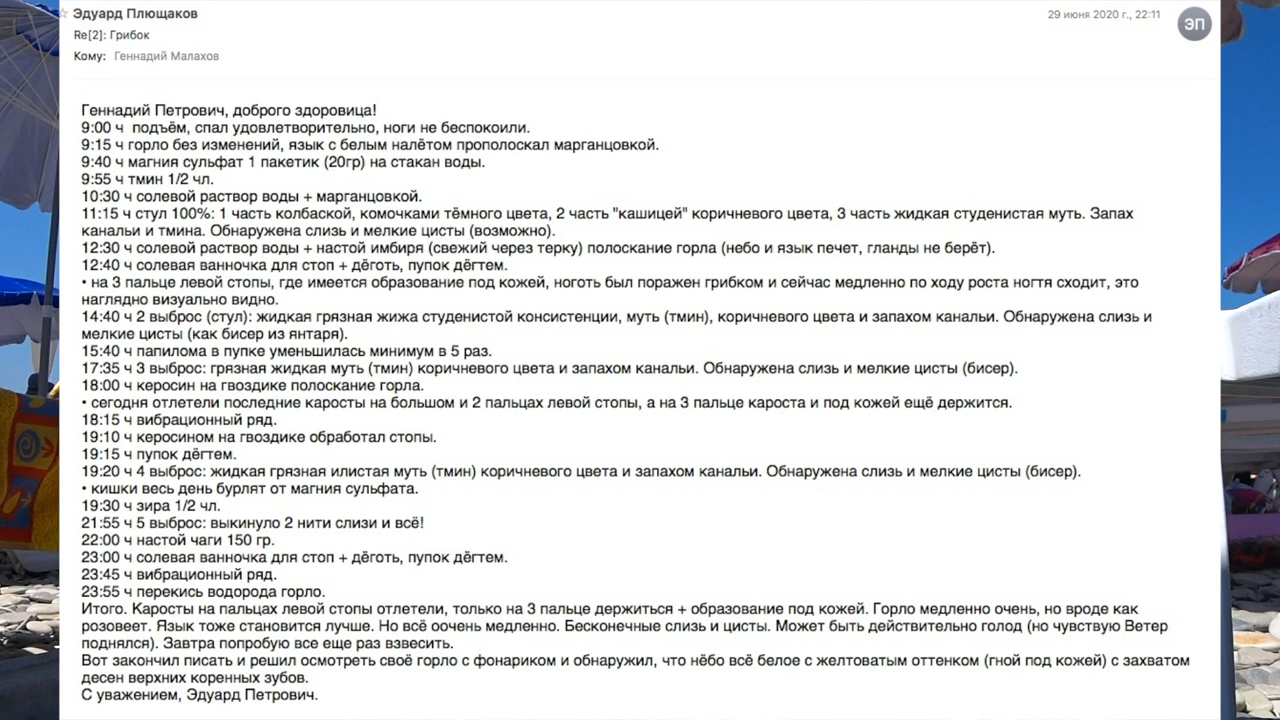 Эдуард Плющаков
29 июня 2020 г., 22:11
ЭП
Re[2]: Грибок
Кому: Геннадий Малахов
Геннадий Петрович, доброго здоровица!
9:00 ч подъём, спал удовлетворительно, ноги не беспокоили.
9:15 ч горло без изменений, язык с белым налётом прополоскал марганцовкой.
9:40 ч магния сульфат 1 пакетик (20гр) на стакан воды.
9:55 ч тмин 1/2 чл.
10:30 ч солевой раствор воды + марганцовкой.
11:15 ч стул 100%: 1 часть колбаской, комочками тёмного цвета, 2 часть "кашицей" коричневого цвета, 3 часть жидкая студенистая муть. Запах
канальи и тмина. Обнаружена слизь и мелкие цисты (возможно).
12:30 ч солевой раствор воды + настой имбиря (свежий через терку) полоскание горла (небо и язык печет, гланды не берёт).
12:40 ч солевая ванночка для стоп + дёготь, пупок дёгтем.
• на 3 пальце левой стопы, где имеется образование под кожей, ноготь был поражен грибком и сейчас медленно по ходу роста ногтя сходит, это
наглядно визуально видно.
14:40 ч 2 выброс (стул): жидкая грязная жижа студенистой консистенции, муть (тмин), коричневого цвета и запахом канальи. Обнаружена слизь и
мелкие цисты (как бисер из янтаря).
15:40 ч папилома в пупке уменьшилась минимум в 5 раз.
17:35 ч 3 выброс: грязная жидкая муть (тмин) коричневого цвета и запахом канальи. Обнаружена слизь и мелкие цисты (бисер).
18:00 ч керосин на гвоздике полоскание горла.
• сегодня отлетели последние каросты на большом и 2 пальцах левой стопы, а на 3 пальце кароста и под кожей ещё держится.
18:15 ч вибрационный ряд.
19:10 ч керосином на гвоздике обработал стопы.
19:15 ч пупок дёгтем.
19:20 ч 4 выброс: жидкая грязная илистая муть (тмин) коричневого цвета и запахом канальи. Обнаружена слизь и мелкие цисты (бисер).
• кишки весь день бурлят от магния сульфата.
19:30 ч зира 1/2 чл.
21:55 ч 5 выброс: выкинуло 2 нити слизи и всё!
22:00 ч настой чаги 150 гр.
23:00 ч солевая ванночка для стоп + дёготь, пупок дёгтем.
23:45 ч вибрационный ряд.
23:55 ч перекись водорода горло.
Итого. Каросты на пальцах левой стопы отлетели, только на 3 пальце держиться + образование под кожей. Горло медленно очень, но вроде как
розовеет. Язык тоже становится лучше. Но всё оочень медленно. Бесконечные слизь и цисты. Может быть действительно голод (но чувствую Ветер
поднялся). Завтра попробую все еще раз взвесить.
Вот закончил писать и решил осмотреть своё горло с фонариком и обнаружил, что нёбо всё белое с желтоватым оттенком (гной под кожей) с захватом
десен верхних коренных зубов.
С уважением, Эдуард Петрович.